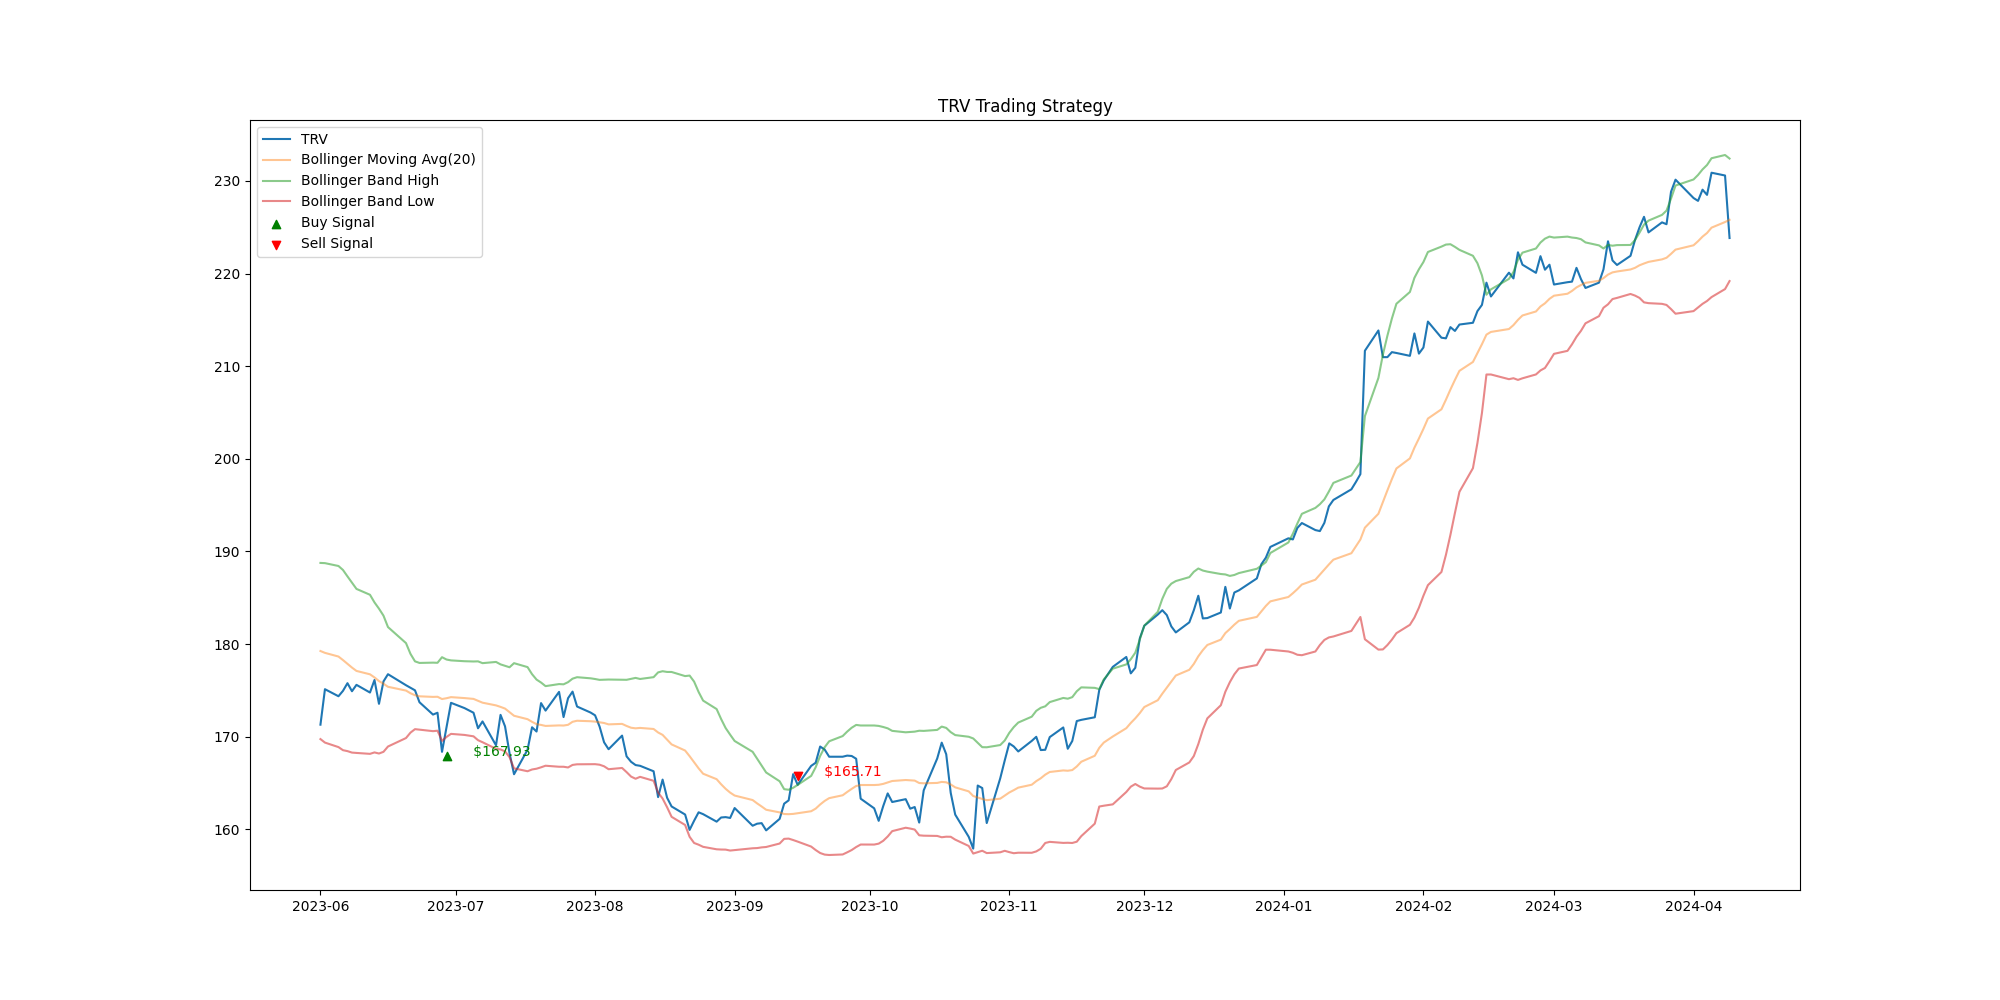 TRV Trading Strategy
TRV
Bollinger Moving Avg(20)
Bollinger Band High
Bollinger Band Low
Buy Signal
Sell Signal
230
220
210
200
190
180
170
160
$167.93
$165.71
2023-06 2023-07 2023-08 2023-09 2023-10 2023-11 2023-12 2024-01 2024-02 2024-03 2024-04